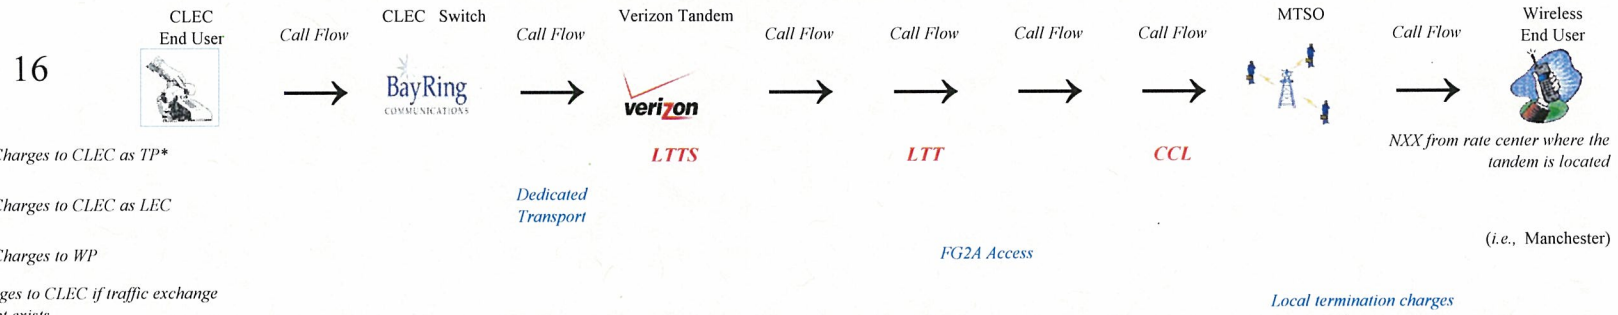 CLEC
End User
CLEC Switch
Verizon Tandem
MTSO
Wireless
End User
Call Flow
Call Flow
Call Flow
Call Flow
Call Flow
Call Flow
Call Flow
16
BayRing
COMMUNICATIONS
verizon
Charges to CLEC as TP*
LTTS
LTT
CCL
NXX from rate center where the
tandem is located
Dedicated
Transport
Charges to CLEC as LEC
(i.e., Manchester)
Charges to WP
FG2A Access
ges to CLEC if traffic exchange
Local termination charges
exists